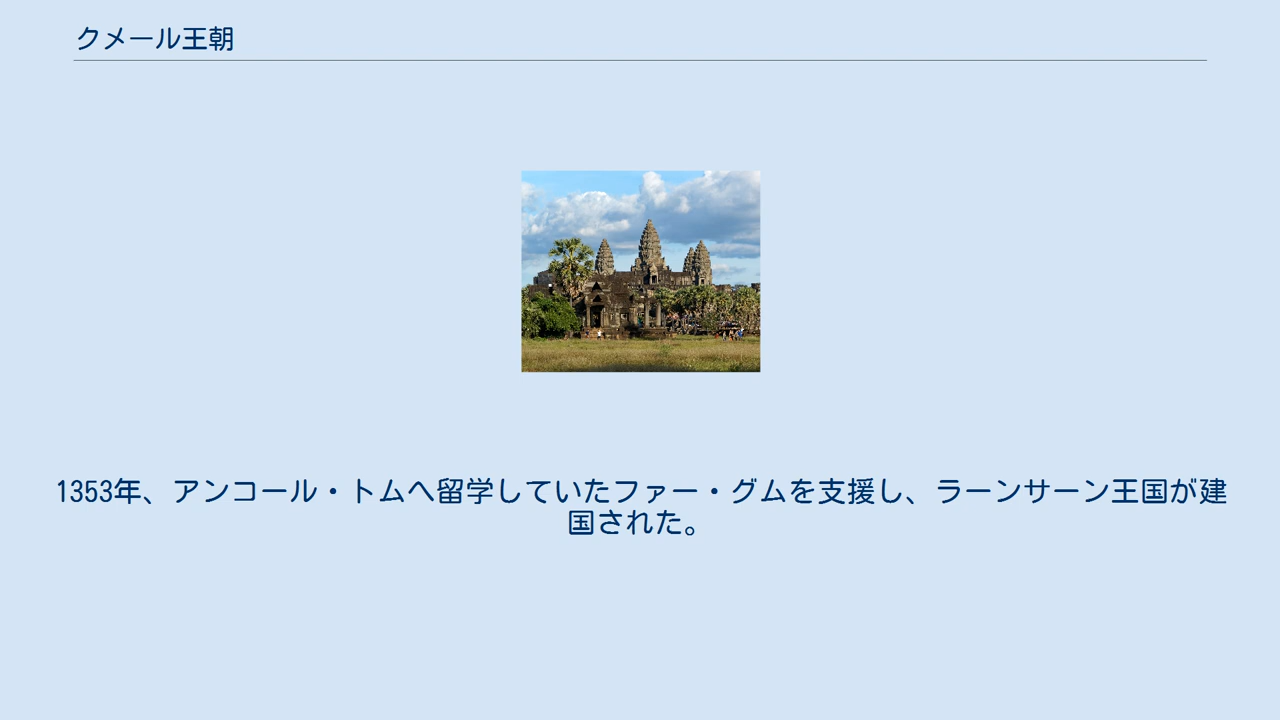 クメール王朝
1353年、アンコール・トムへ留学していたファー・グムを支援し、ラーンサーン王国が建
国された。